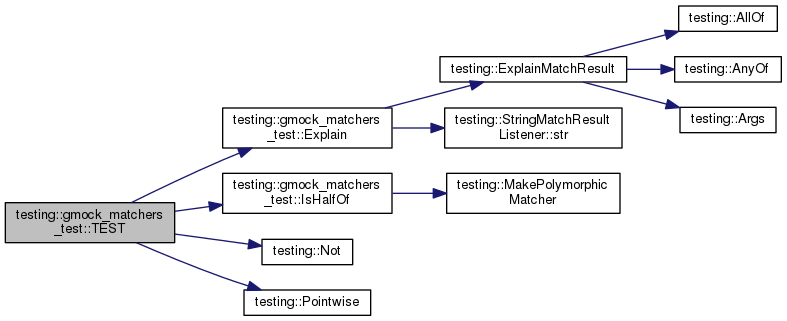 testing::AllOf
testing::ExplainMatchResult
testing::AnyOf
testing::gmock_matchers
_test::Explain
testing::StringMatchResult
Listener::str
testing::Args
testing::gmock_matchers
_test::IsHalfOf
testing::MakePolymorphic
Matcher
testing::gmock_matchers
_test::TEST
testing::Not
testing::Pointwise